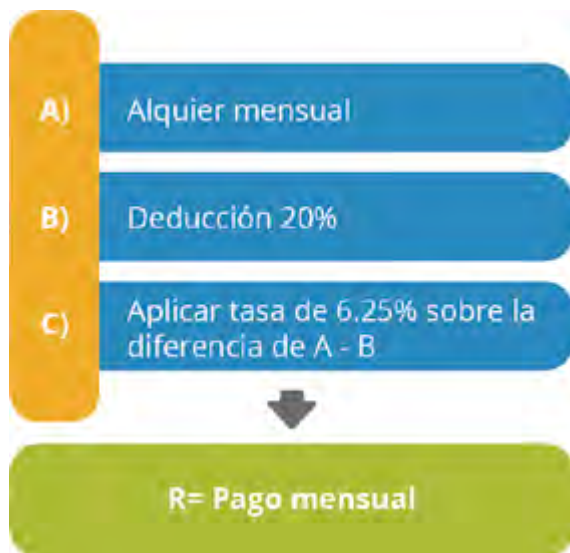 A) Alquier mensual
B) Deducción 20%
C) Aplicar tasa de 6.25% sobre la
diferencia de A - B
R= Pago mensual